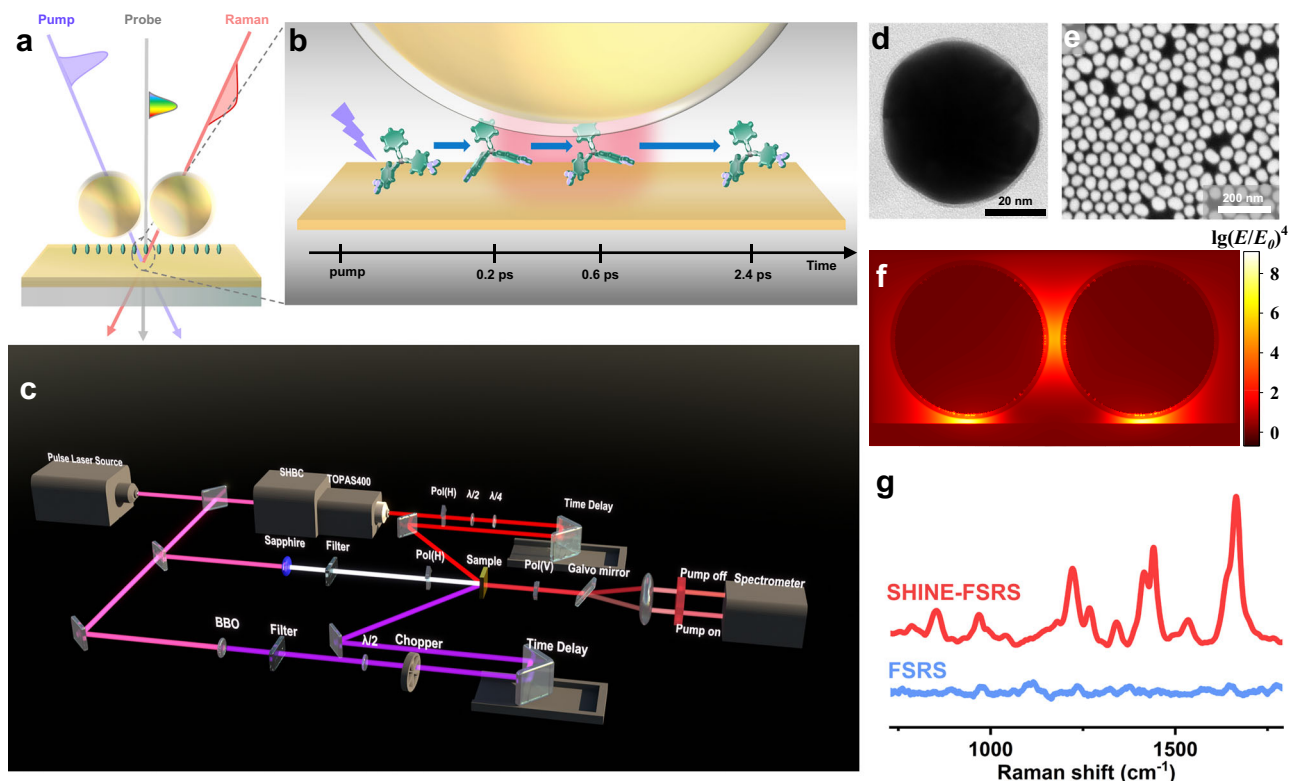 a
Pump
Probe
Raman
b
pump
0.2 ps
0.6 ps
2.4 ps
Time
c
Pulse Laser Source
SHBC
TOPAS400
Pol(H)
λ/2
λ/4
Time Delay
Sapphire
Filter
Pol(H)
Sample
Pol(V)
Galvo mirror
Pump off
Spectrometer
Pump on
BBO
Filter
λ/2
Chopper
Time Delay
d
20 nm
e
200 nm
lg(E/E₀)⁴
f
8
6
4
2
0
g
SHINE-FSRS
FSRS
1000
1500
Raman shift (cm⁻¹)